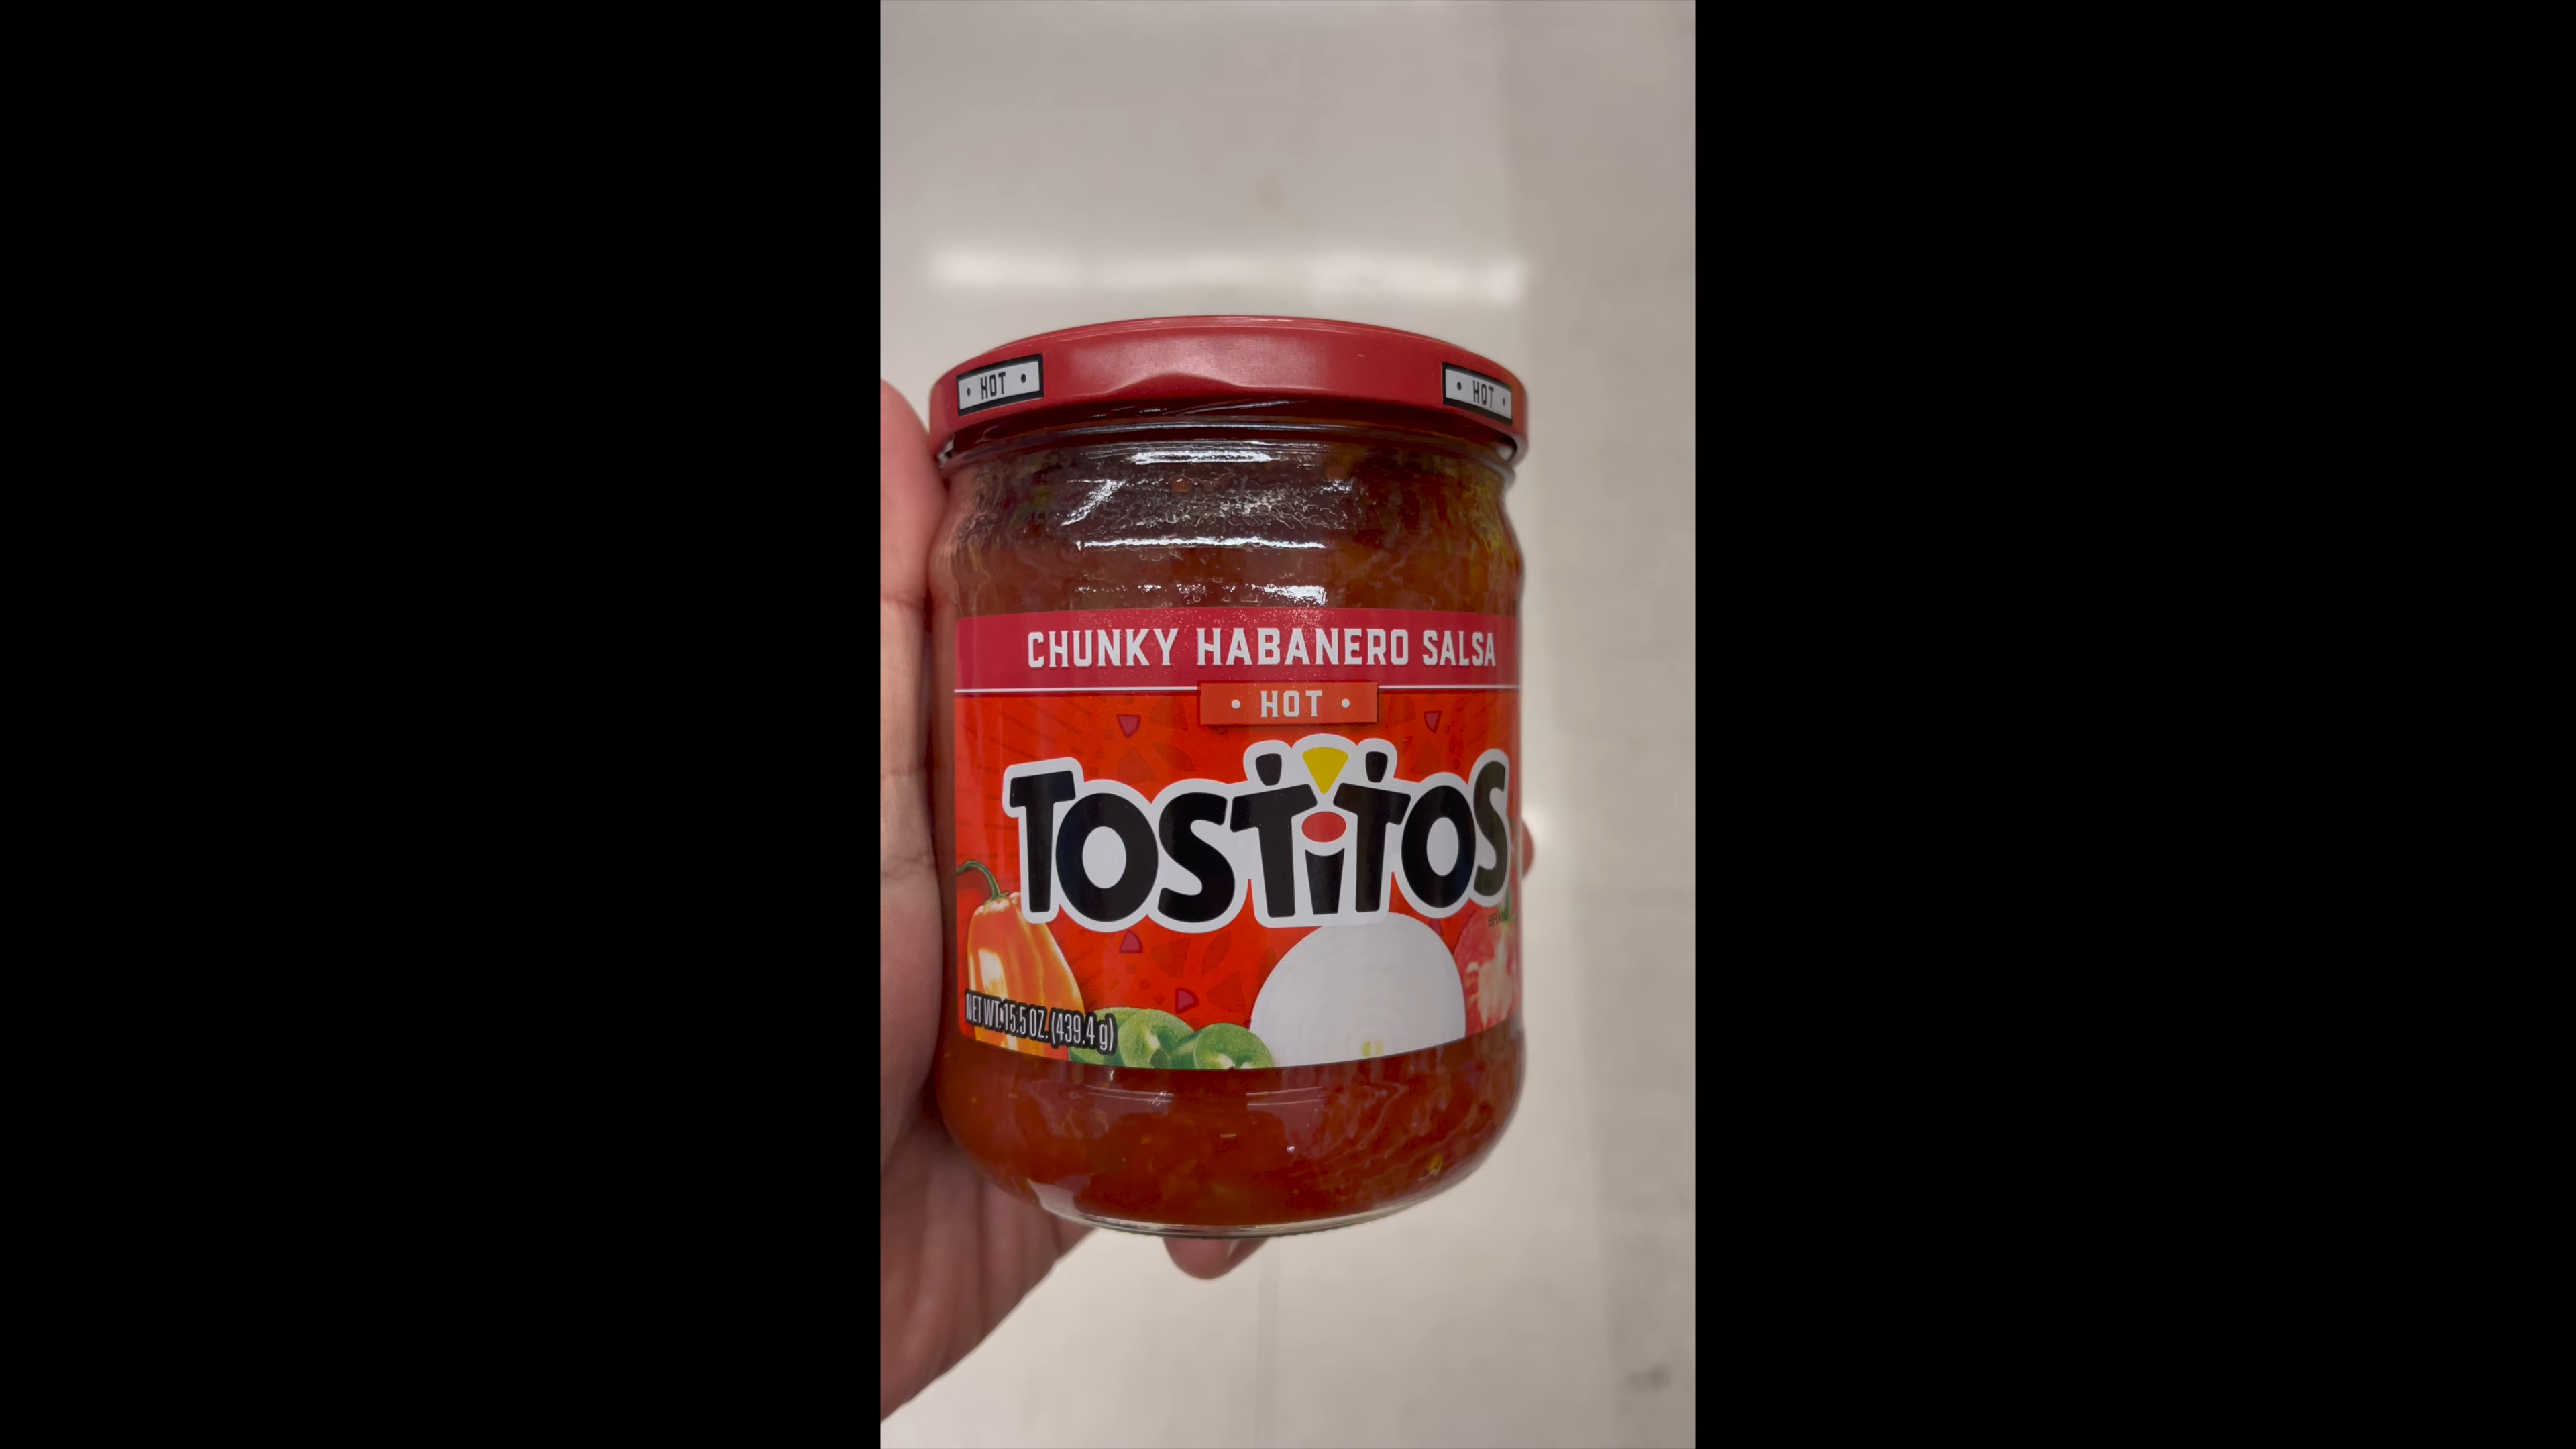 HOT
HOT
CHUNKY HABANERO SALSA
HOT
TOSTITOS
NET WT. 15.5 OZ. (439.4 g)